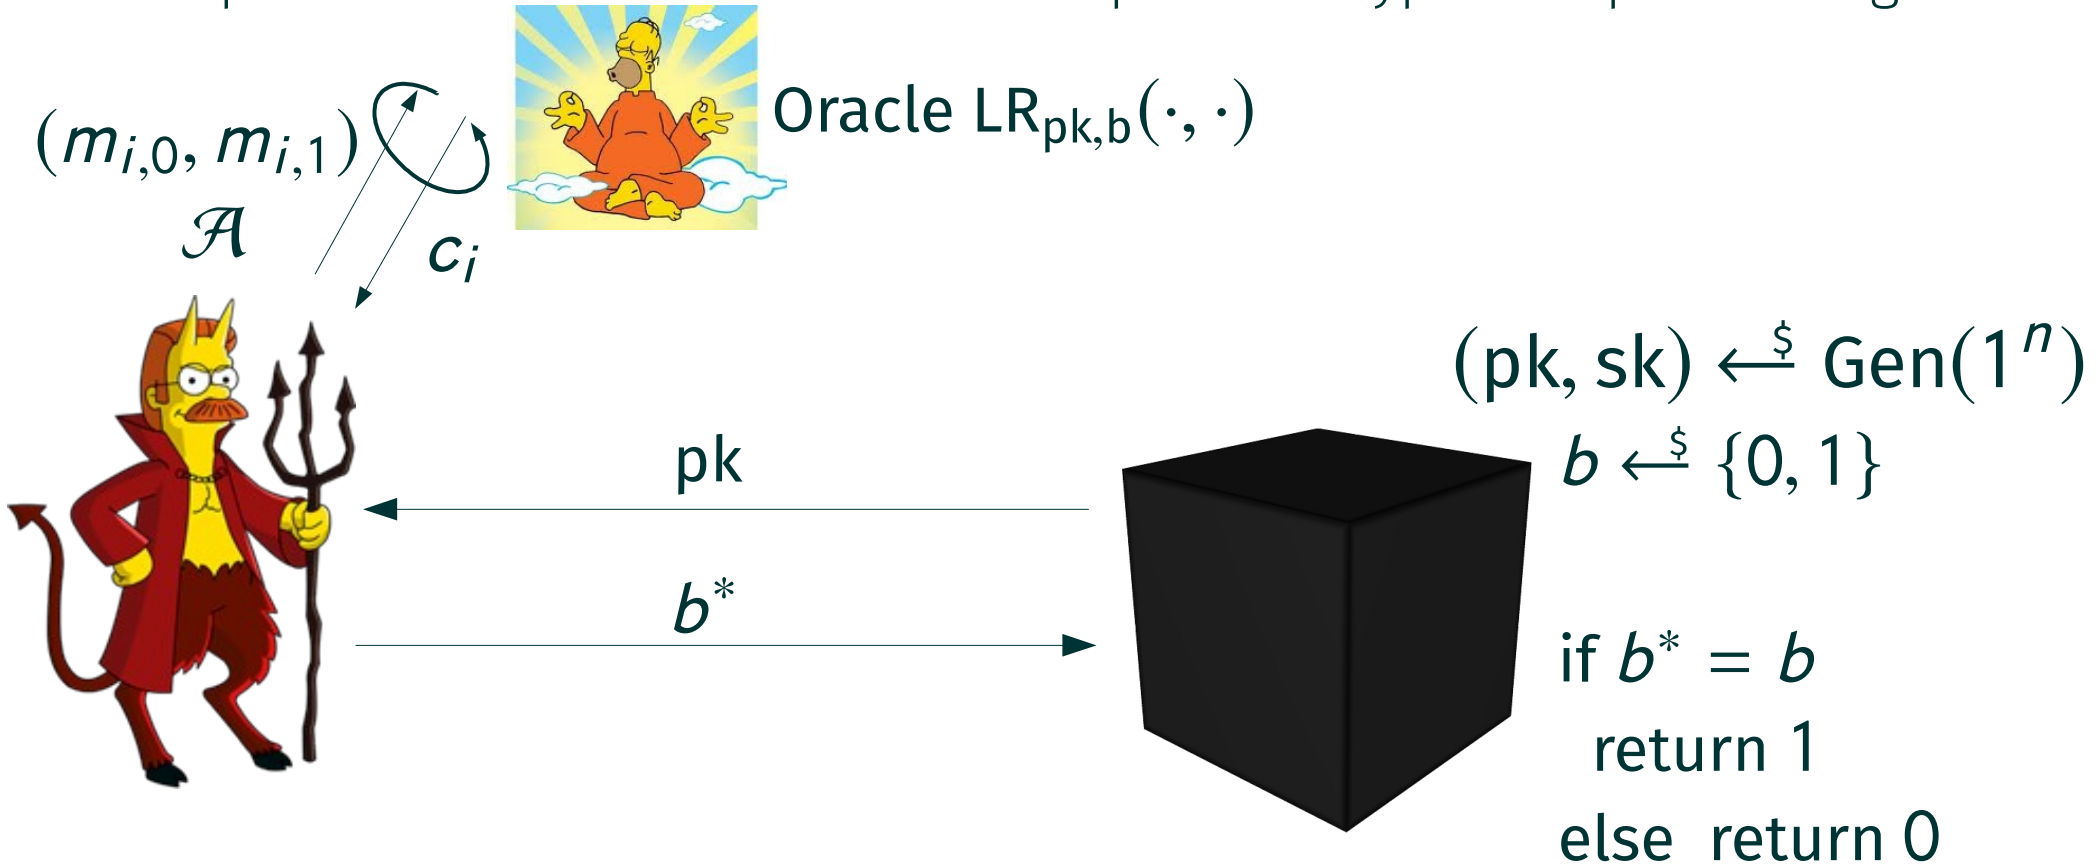 Oracle LR_{pk,b}(·, ·)
(m_{i,0}, m_{i,1})
𝒜
c_i
(pk, sk) ←$ Gen(1^n)
pk
b ←$ {0, 1}
b*
if b* = b
return 1
else return 0